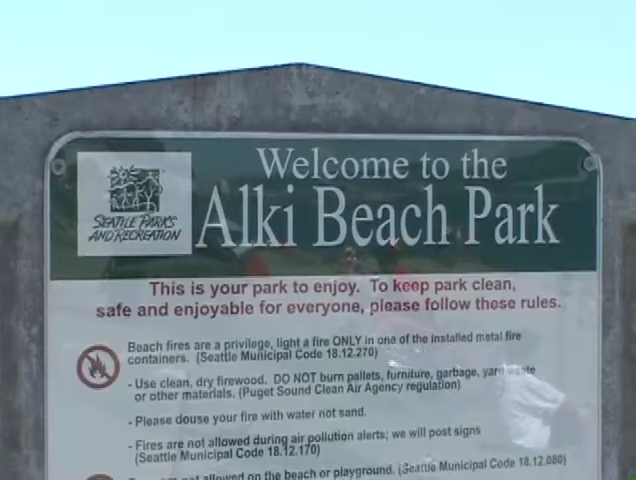 Welcome to the
Alki Beach Park
SEATTLE PARKS
AND RECREATION
This is your park to enjoy. To keep park clean,
safe and enjoyable for everyone, please follow these rules.
Beach fires are a privilege, light a fire ONLY in one of the installed metal fire
containers. (Seattle Municipal Code 18.12.270)
- Use clean, dry firewood. DO NOT burn pallets, furniture, garbage, yard waste
or other materials. (Puget Sound Clean Air Agency regulation)
- Please douse your fire with water not sand.
- Fires are not allowed during air pollution alerts; we will post signs
(Seattle Municipal Code 18.12.170)
not allowed on the beach or playground. (Seattle Municipal Code 18.12.080)